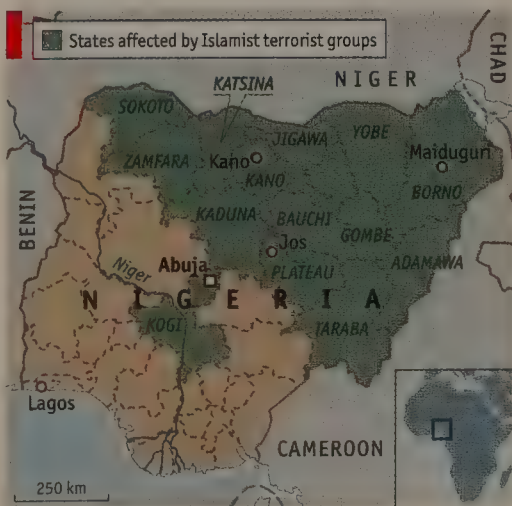 States affected by Islamist terrorist groups
CHAD
NIGER
KATSINA
SOKOTO
JIGAWA
YOBE
ZAMFARA
Kano
Maiduguri
KANO
BORNO
BENIN
KADUNA
BAUCHI
GOMBE
Jos
ADAMAWA
Niger
Abuja
PLATEAU
NIGERIA
KOGI
TARABA
Lagos
CAMEROON
250 km